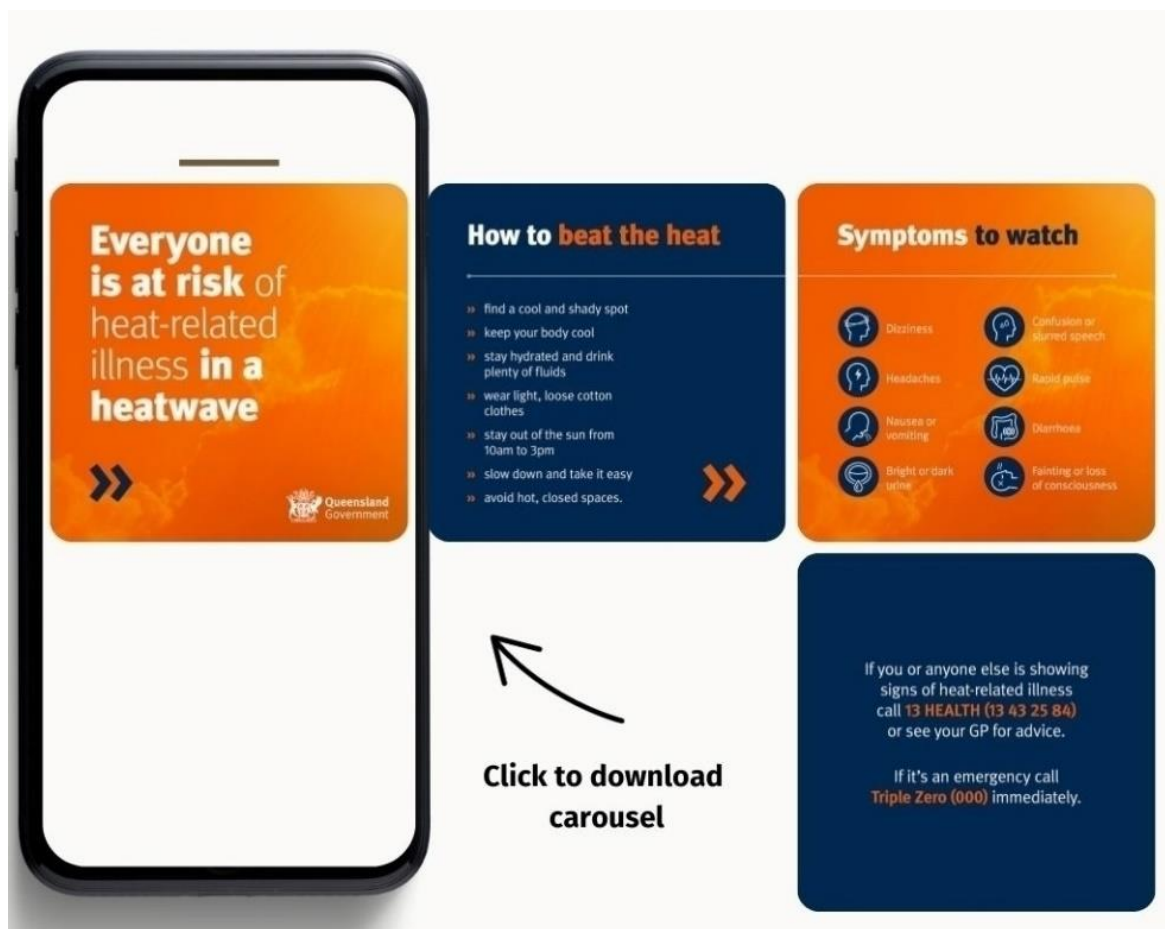 Everyone
is at risk of
heat-related
illness in a
heatwave
Queensland
Government
How to beat the heat
find a cool and shady spot
keep your body cool
stay hydrated and drink
plenty of fluids
wear light, loose cotton
clothes
stay out of the sun from
10am to 3pm
slow down and take it easy
avoid hot, closed spaces.
Symptoms to watch
Dizziness
Headaches
Nausea or
vomiting
Bright or dark
urine
Confusion or
slurred speech
Rapid pulse
Diarrhoea
Fainting or loss
of consciousness
If you or anyone else is showing
signs of heat-related illness
call 13 HEALTH (13 43 25 84)
or see your GP for advice.
If it's an emergency call
Triple Zero (000) immediately.
Click to download
carousel